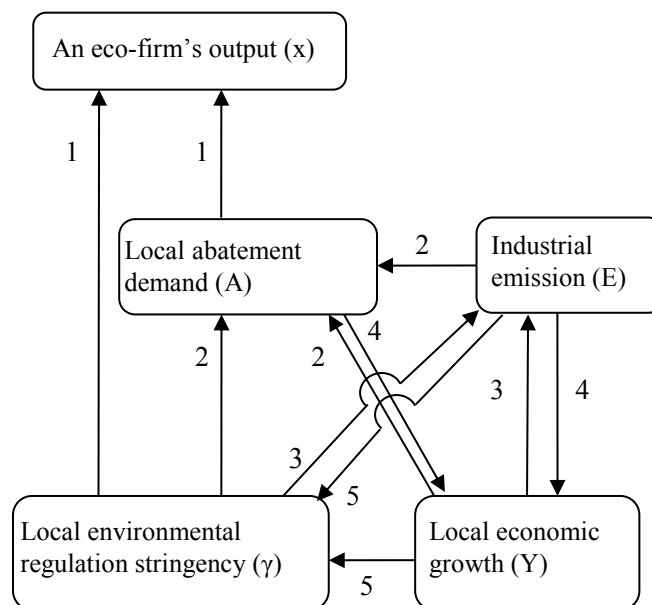 An eco-firm’s output (x)
1
1
Local abatement
demand (A)
2
Industrial
emission (E)
2
4
2
3
4
3
5
Local environmental
regulation stringency (γ)
5
Local economic
growth (Y)